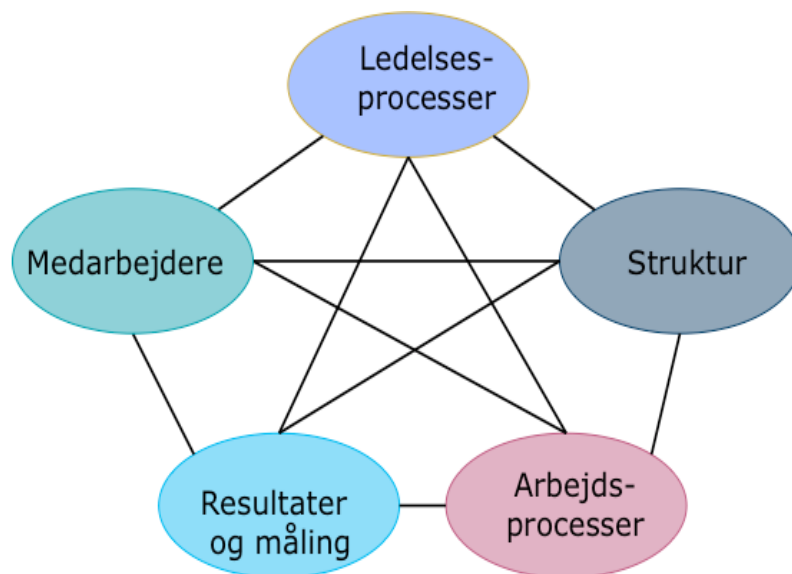 Ledelses-
processer
Medarbejdere
Struktur
Resultater
og måling
Arbejds-
processer